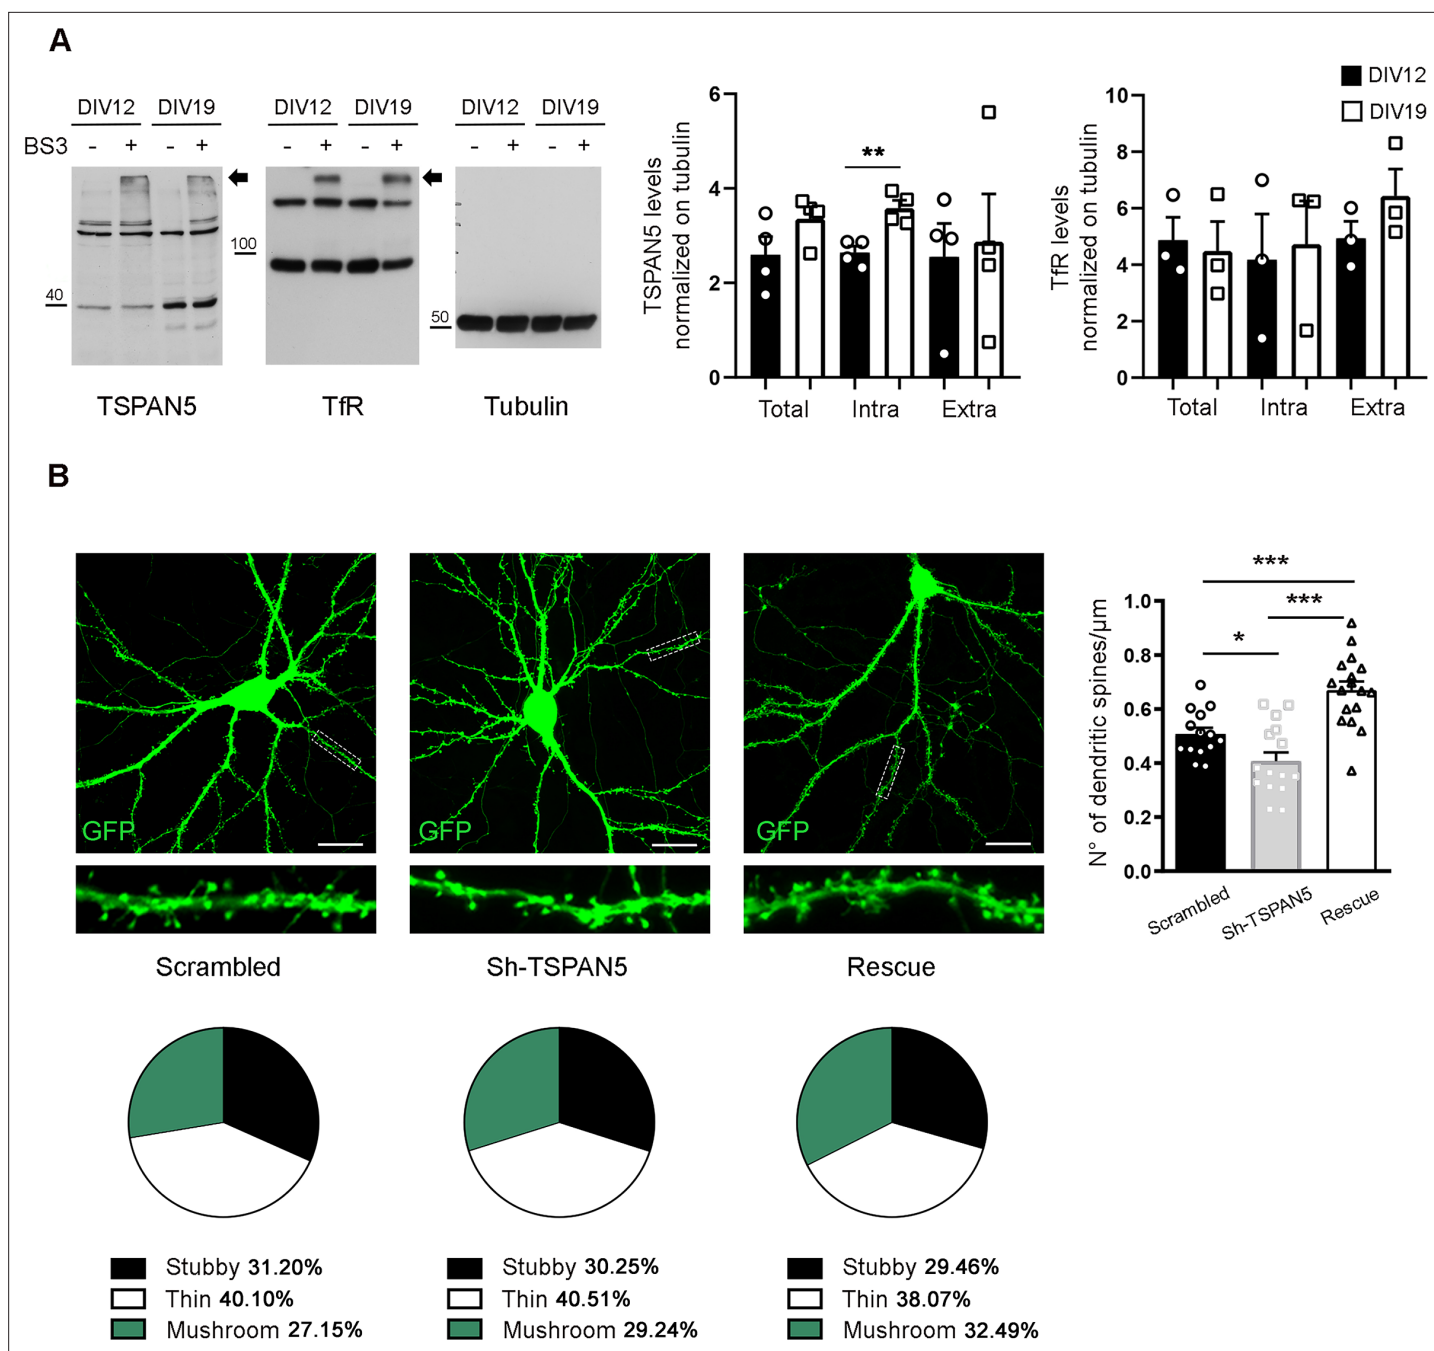 A
DIV12 DIV19
BS3 - + - +
40
TSPAN5
DIV12 DIV19
- + - +
100
TfR
DIV12 DIV19
- + - +
50
Tubulin
TSPAN5 levels
normalized on tubulin
6
4
2
0
**
Total Intra Extra
TfR levels
normalized on tubulin
10
8
6
4
2
0
Total Intra Extra
DIV12
DIV19
B
GFP
GFP
GFP
Scrambled
Sh-TSPAN5
Rescue
N° of dendritic spines/µm
1.0
0.8
0.6
0.4
0.2
0.0
***
***
*
Scrambled
Sh-TSPAN5
Rescue
Stubby 31.20%
Thin 40.10%
Mushroom 27.15%
Stubby 30.25%
Thin 40.51%
Mushroom 29.24%
Stubby 29.46%
Thin 38.07%
Mushroom 32.49%